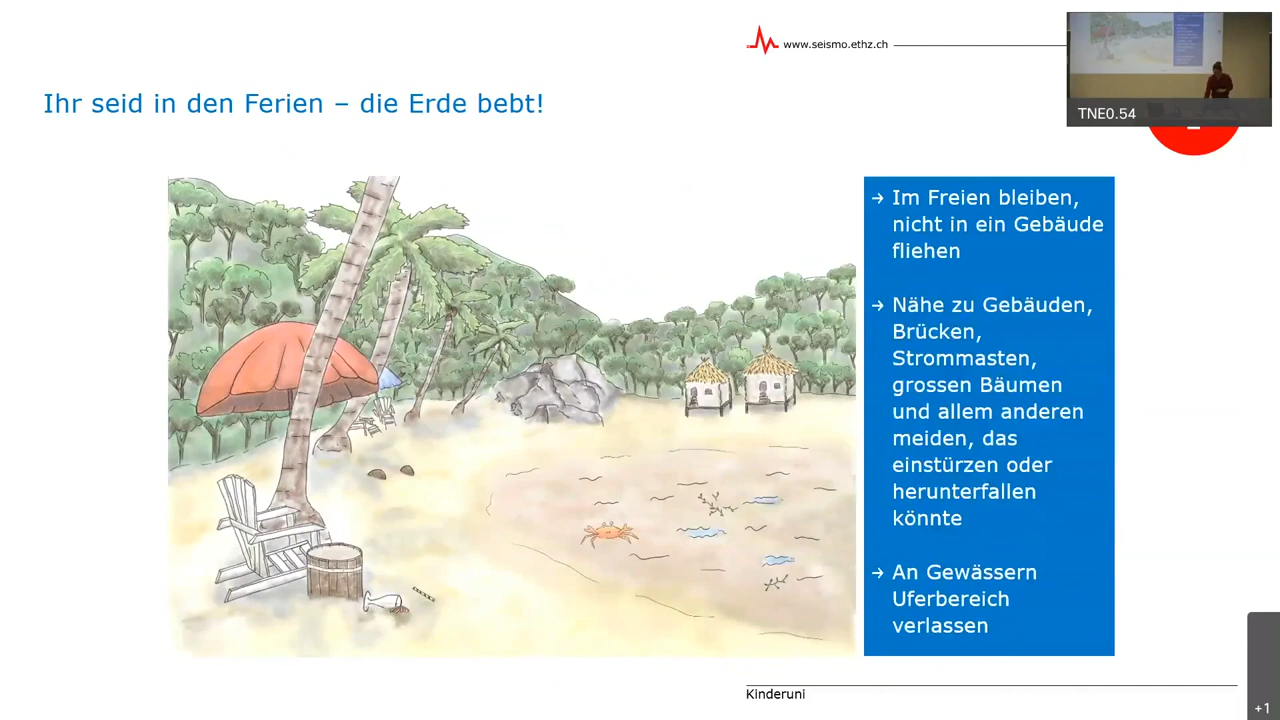 www.seismo.ethz.ch
TNE0.54
Ihr seid in den Ferien – die Erde bebt!
→ Im Freien bleiben,
nicht in ein Gebäude
fliehen
→ Nähe zu Gebäuden,
Brücken,
Strommasten,
grossen Bäumen
und allem anderen
meiden, das
einstürzen oder
herunterfallen
könnte
→ An Gewässern
Uferbereich
verlassen
Kinderuni
+1